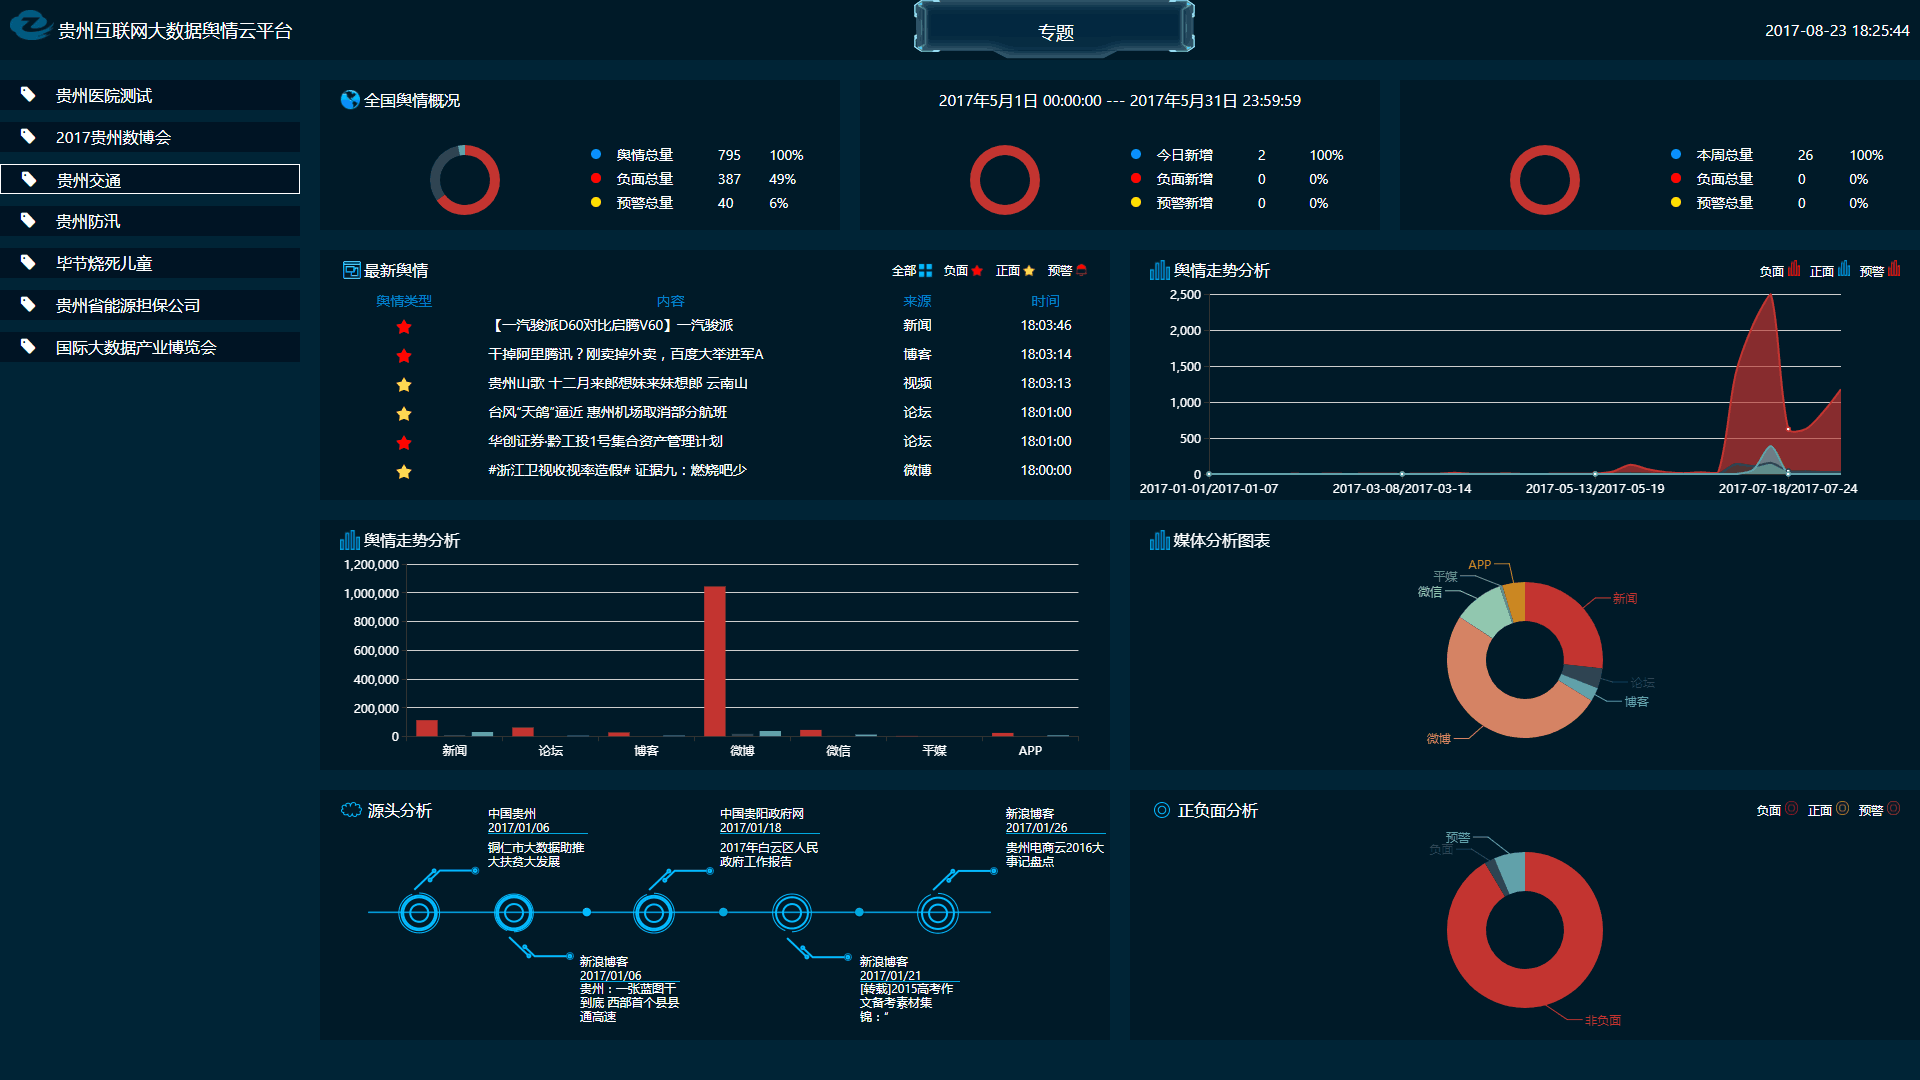 贵州互联网大数据舆情云平台
专题
2017-08-23 18:25:44
贵州医院测试
2017贵州数博会
贵州交通
贵州防汛
毕节烧死儿童
贵州省能源担保公司
国际大数据产业博览会
全国舆情概况
舆情总量 795 100%
负面总量 387 49%
预警总量 40 6%
2017年5月1日 00:00:00 --- 2017年5月31日 23:59:59
今日新增 2 100%
负面新增 0 0%
预警新增 0 0%
本周总量 26 100%
负面总量 0 0%
预警总量 0 0%
最新舆情
全部 负面 正面 预警
舆情类型 内容 来源 时间
【一汽骏派D60对比启腾V60】一汽骏派 新闻 18:03:46
干掉阿里腾讯？刚卖掉外卖，百度大举进军A 博客 18:03:14
贵州山歌 十二月来郎想妹来妹想郎 云南山 视频 18:03:13
台风“天鸽”逼近 惠州机场取消部分航班 论坛 18:01:00
华创证券·黔工投1号集合资产管理计划 论坛 18:01:00
#浙江卫视收视率造假# 证据九：燃烧吧少 微博 18:00:00
舆情走势分析
负面 正面 预警
2,500
2,000
1,500
1,000
500
0
2017-01-01/2017-01-07 2017-03-08/2017-03-14 2017-05-13/2017-05-19 2017-07-18/2017-07-24
舆情走势分析
1,200,000
1,000,000
800,000
600,000
400,000
200,000
0
新闻 论坛 博客 微博 微信 平媒 APP
媒体分析图表
APP
平媒
微信
新闻
论坛
博客
微博
源头分析
中国贵州
2017/01/06
铜仁市大数据助推
大扶贫大发展
中国贵阳政府网
2017/01/18
2017年白云区人民
政府工作报告
新浪博客
2017/01/26
贵州电商云2016大
事记盘点
新浪博客
2017/01/06
贵州：一张蓝图干
到底 西部首个县县
通高速
新浪博客
2017/01/21
[转载]2015高考作
文备考素材集
锦：“
正负面分析
负面 正面 预警
预警
负面
非负面